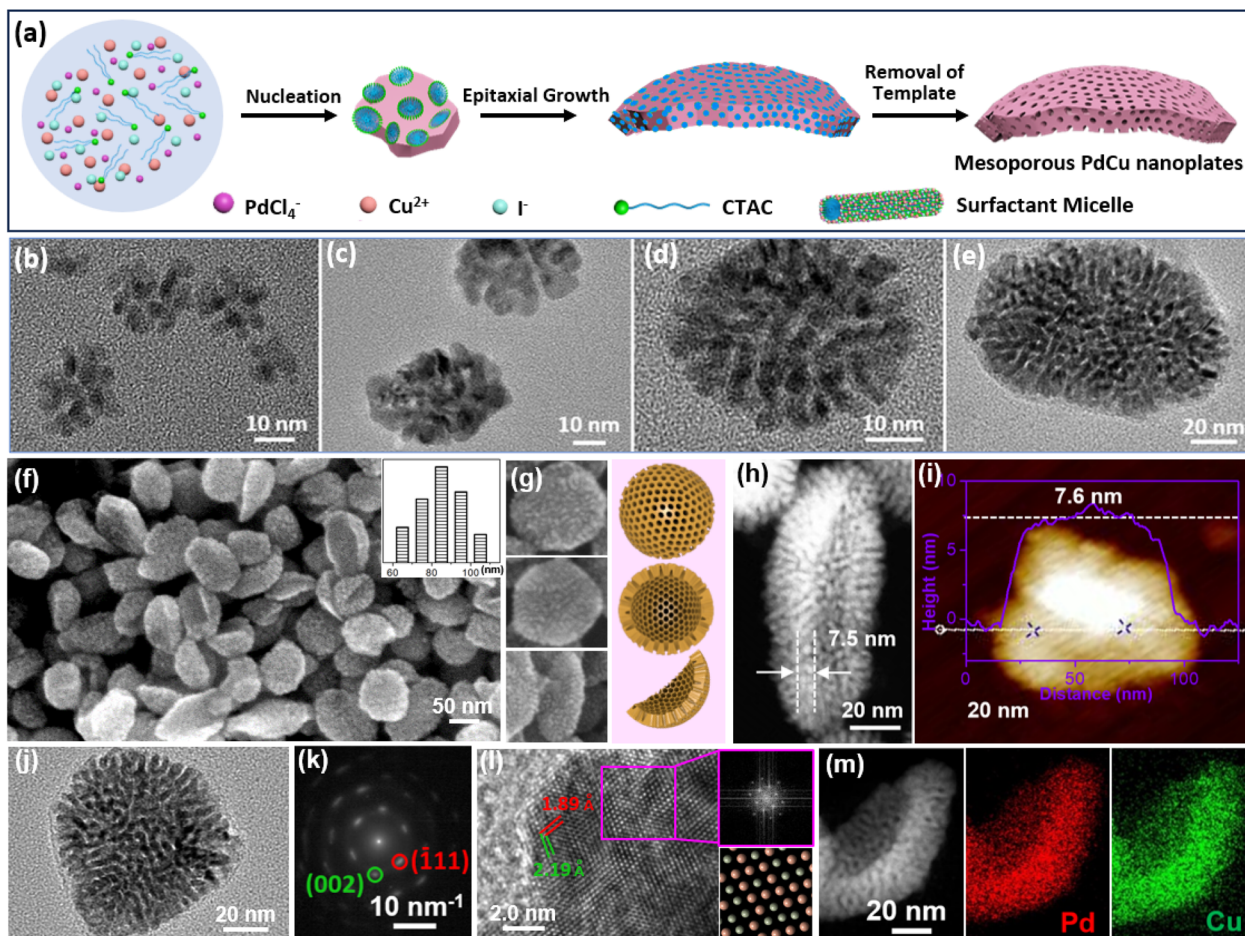 (a)
Nucleation
Epitaxial Growth
Removal of
Template
Mesoporous PdCu nanoplates
PdCl₄⁻
Cu²⁺
I⁻
CTAC
Surfactant Micelle
(b)
10 nm
(c)
10 nm
(d)
10 nm
(e)
20 nm
(f)
60 80 100 (nm)
50 nm
(g)
(h)
7.5 nm
20 nm
(i)
10
5
0
Height (nm)
7.6 nm
0 50 100
Distance (nm)
20 nm
(j)
20 nm
(k)
(002)
(1̄11)
10 nm⁻¹
(l)
1.89 Å
2.19 Å
2.0 nm
(m)
20 nm
Pd
Cu